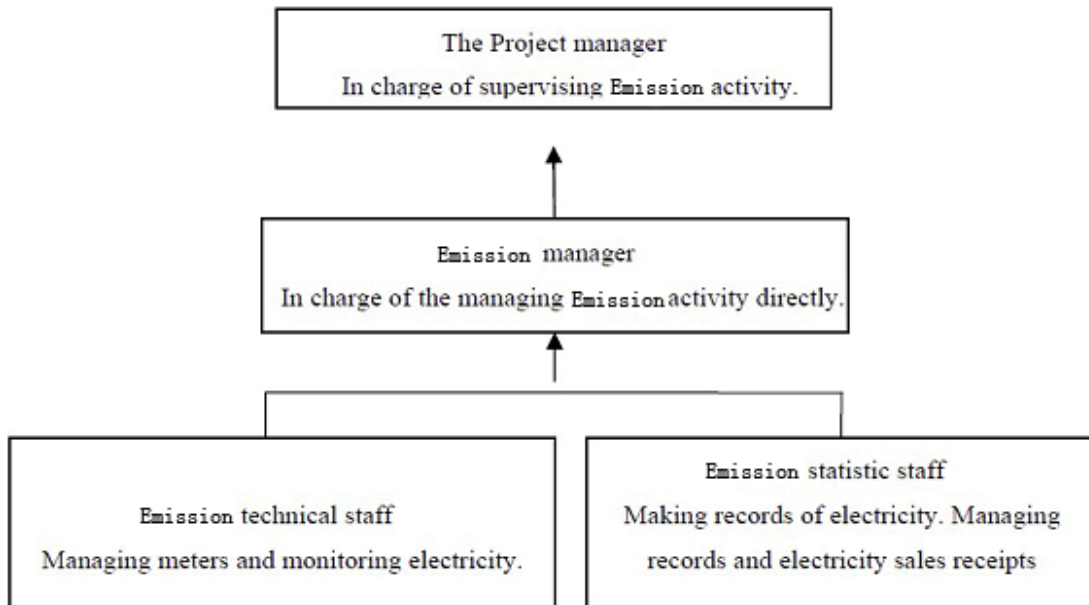 The Project manager
In charge of supervising Emission activity.
Emission manager
In charge of the managing Emission activity directly.
Emission technical staff
Managing meters and monitoring electricity.
Emission statistic staff
Making records of electricity. Managing
records and electricity sales receipts